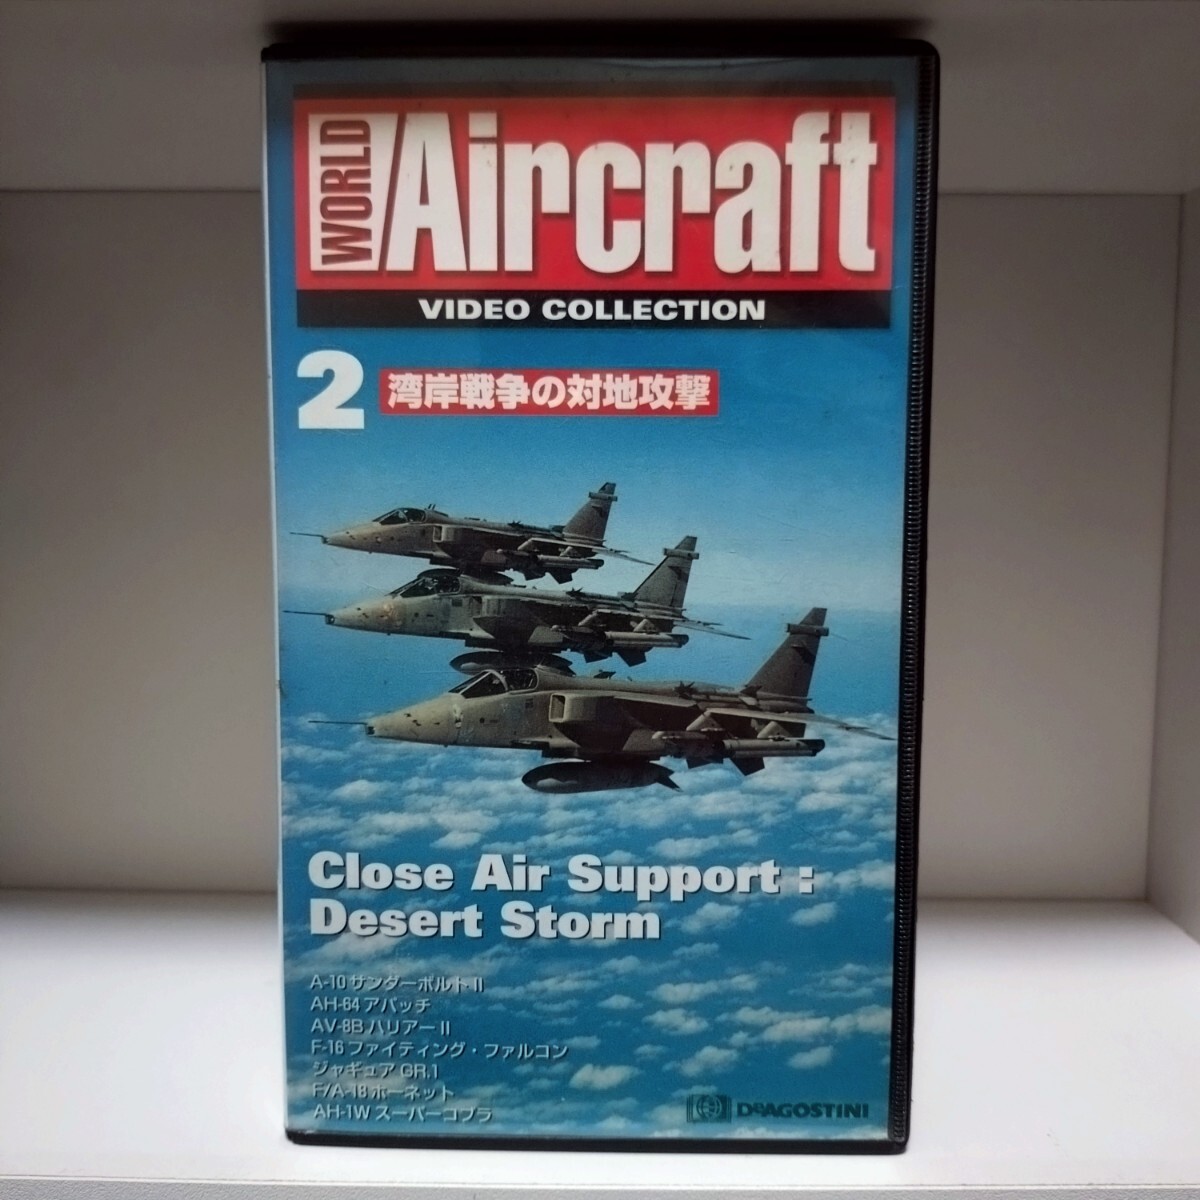 WORLD Aircraft
VIDEO COLLECTION
2 湾岸戦争の対地攻撃
Close Air Support :
Desert Storm
A-10 サンダーボルト II
AH-64 アパッチ
AV-8B ハリアー II
F-16 ファイティング・ファルコン
ジャギュア GR.1
F/A-18 ホーネット
AH-1W スーパーコブラ
DeAGOSTINI